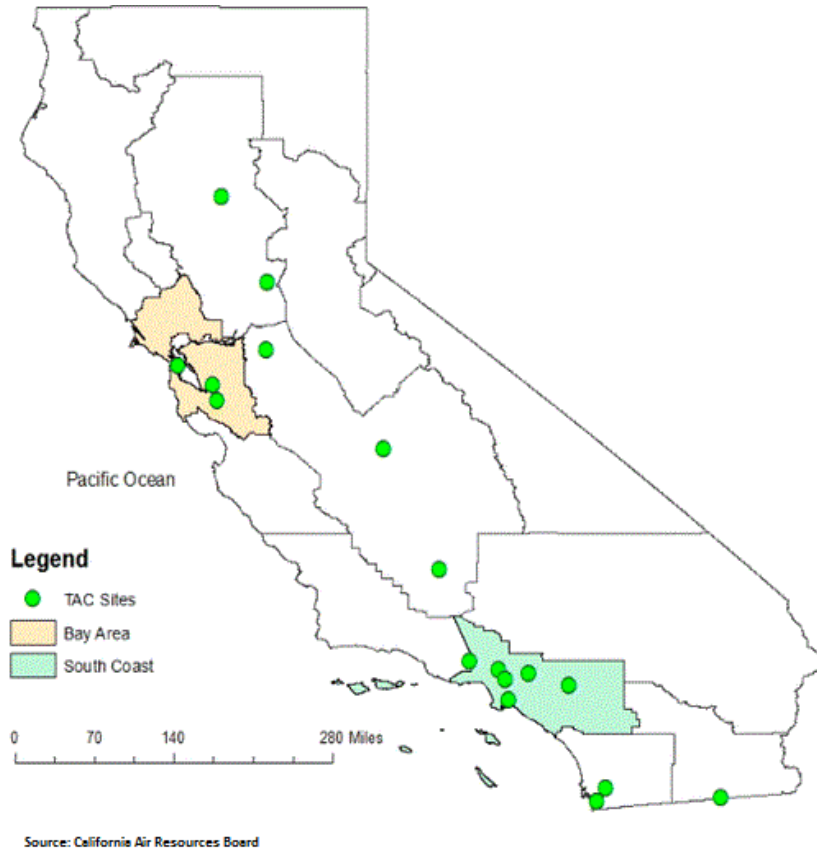 Pacific Ocean
Legend
TAC Sites
Bay Area
South Coast
0 70 140 280 Miles
Source: California Air Resources Board